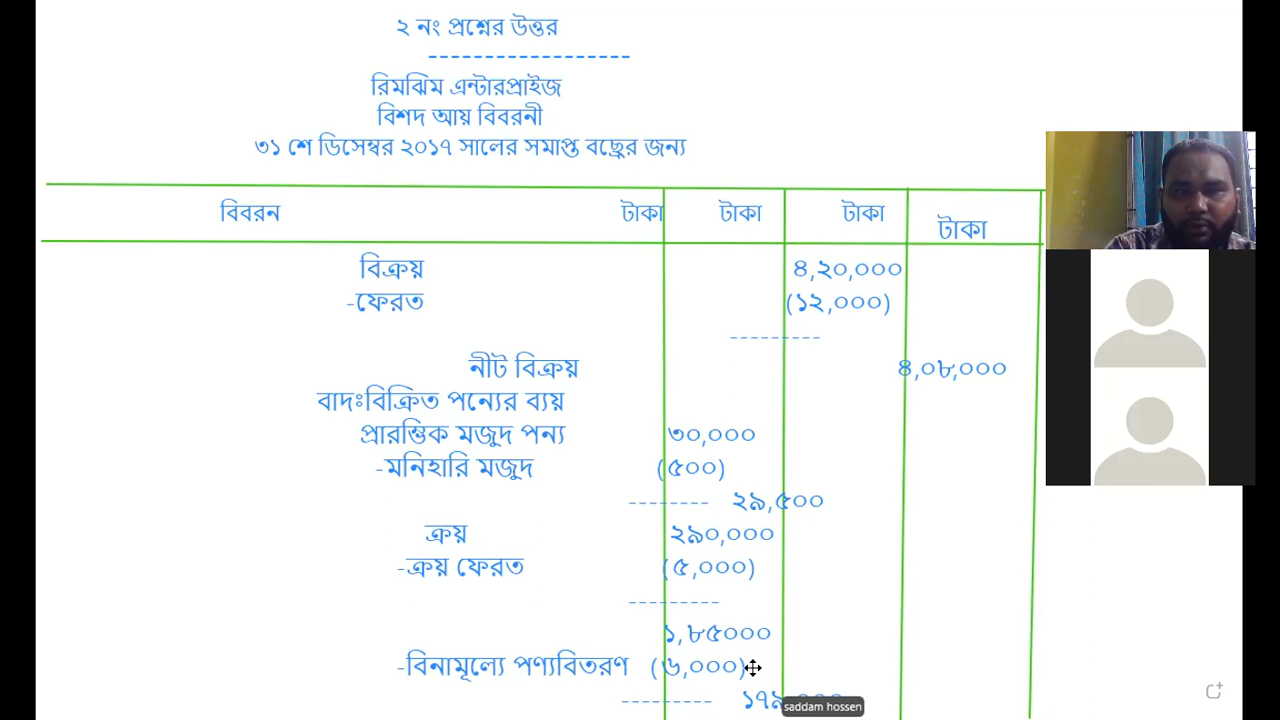 ২ নং প্রশ্নের উত্তর
-----------------
রিমঝিম এন্টারপ্রাইজ
বিশদ আয় বিবরনী
৩১ শে ডিসেম্বর ২০১৭ সালের সমাপ্ত বছ্রের জন্য
বিবরন টাকা টাকা টাকা টাকা
বিক্রয় ৪,২০,০০০
-ফেরত (১২,০০০)
---------
নীট বিক্রয় ৪,০৮,০০০
বাদঃবিক্রিত পন্যের ব্যয়
প্রারম্ভিক মজুদ পন্য ৩০,০০০
-মনিহারি মজুদ (৫০০)
-------- ২৯,৫০০
ক্রয় ২৯০,০০০
-ক্রয় ফেরত (৫,০০০)
---------
১,৮৫০০০
-বিনামূল্যে পণ্যবিতরণ (৬,০০০)
---------
saddam hossen